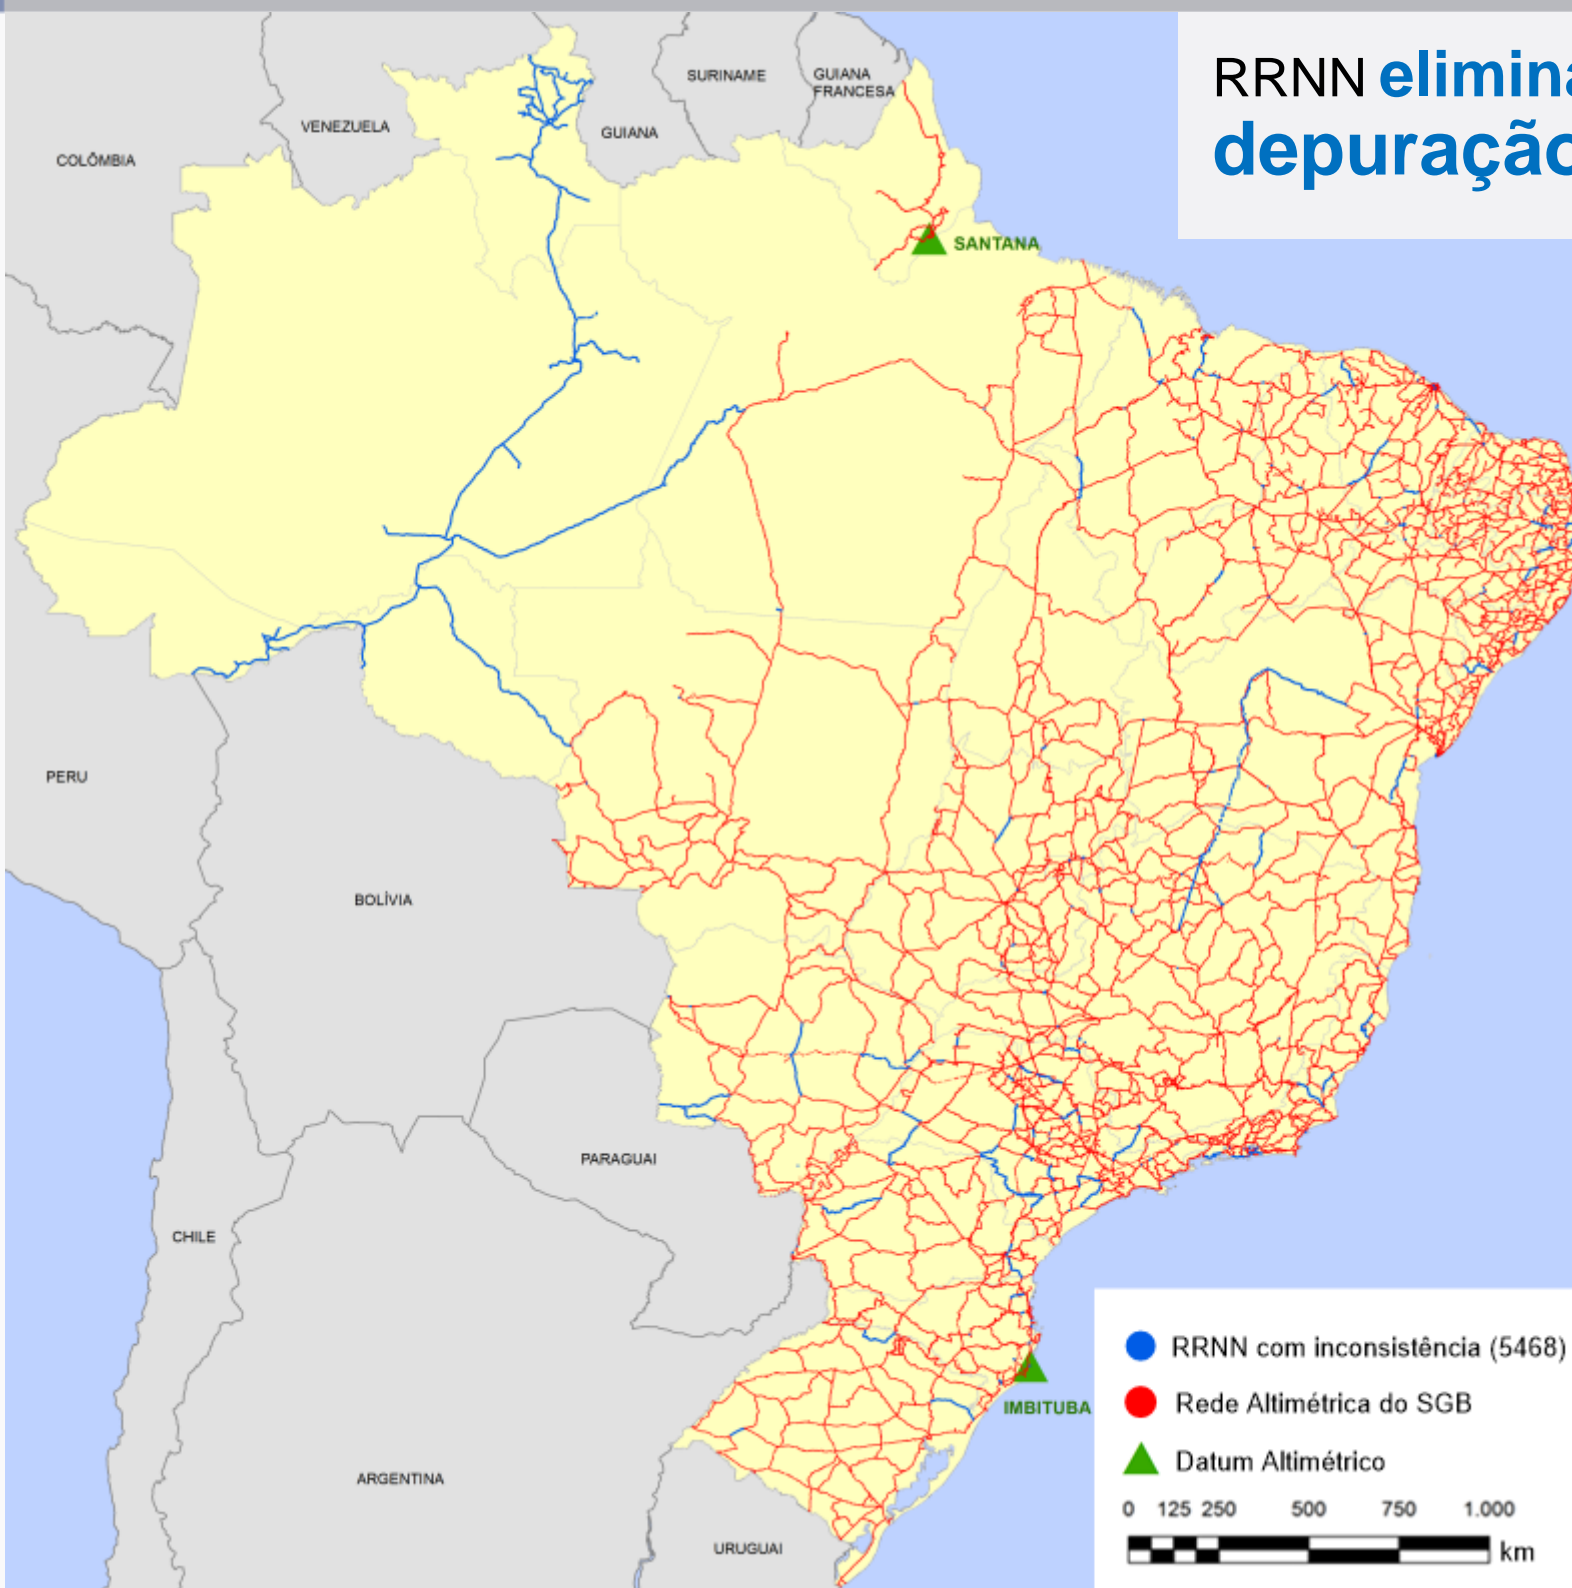 RRNN elimina
depuração
SURINAME
GUIANA
FRANCESA
VENEZUELA
GUIANA
COLÔMBIA
SANTANA
PERU
BOLÍVIA
PARAGUAI
CHILE
IMBITUBA
ARGENTINA
URUGUAI
RRNN com inconsistência (5468)
Rede Altimétrica do SGB
Datum Altimétrico
0 125 250 500 750 1.000
km